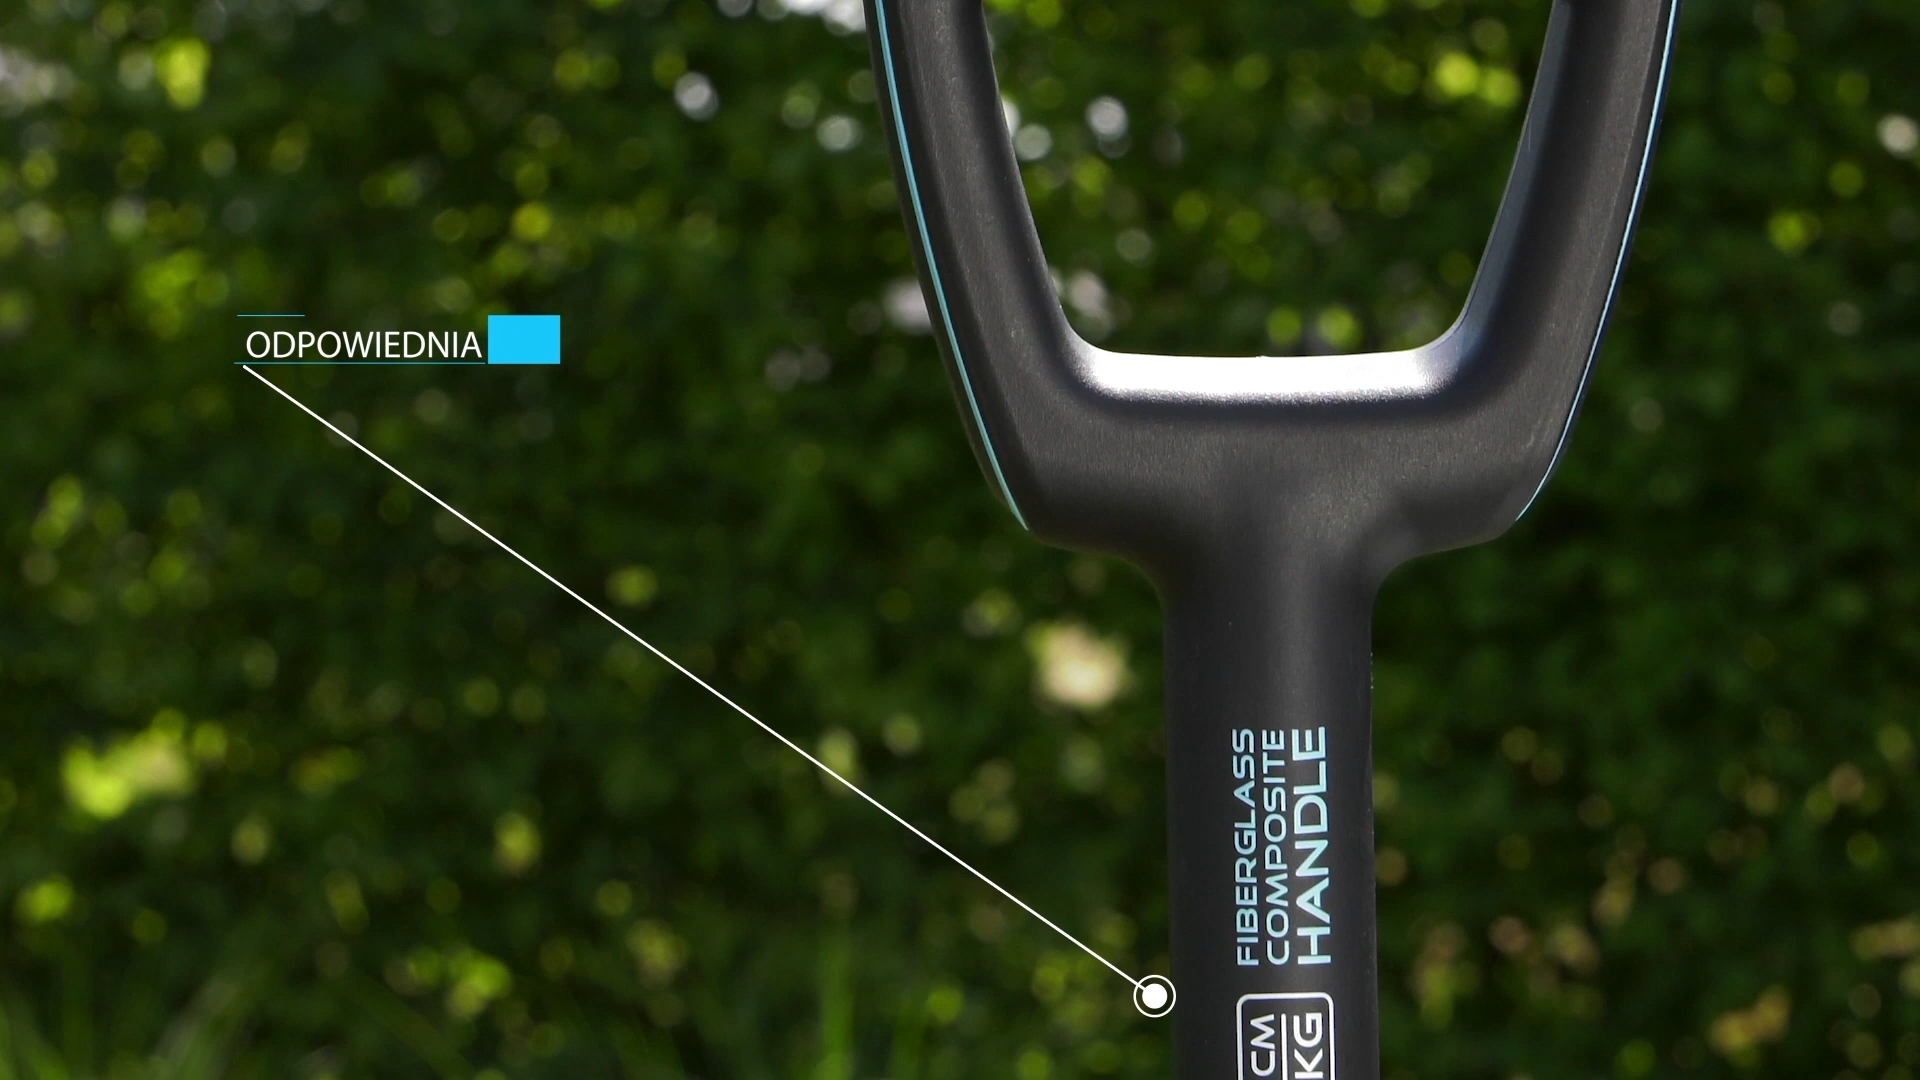 ODPOWIEDNIA
FIBERGLASS
COMPOSITE
HANDLE
CM
KG